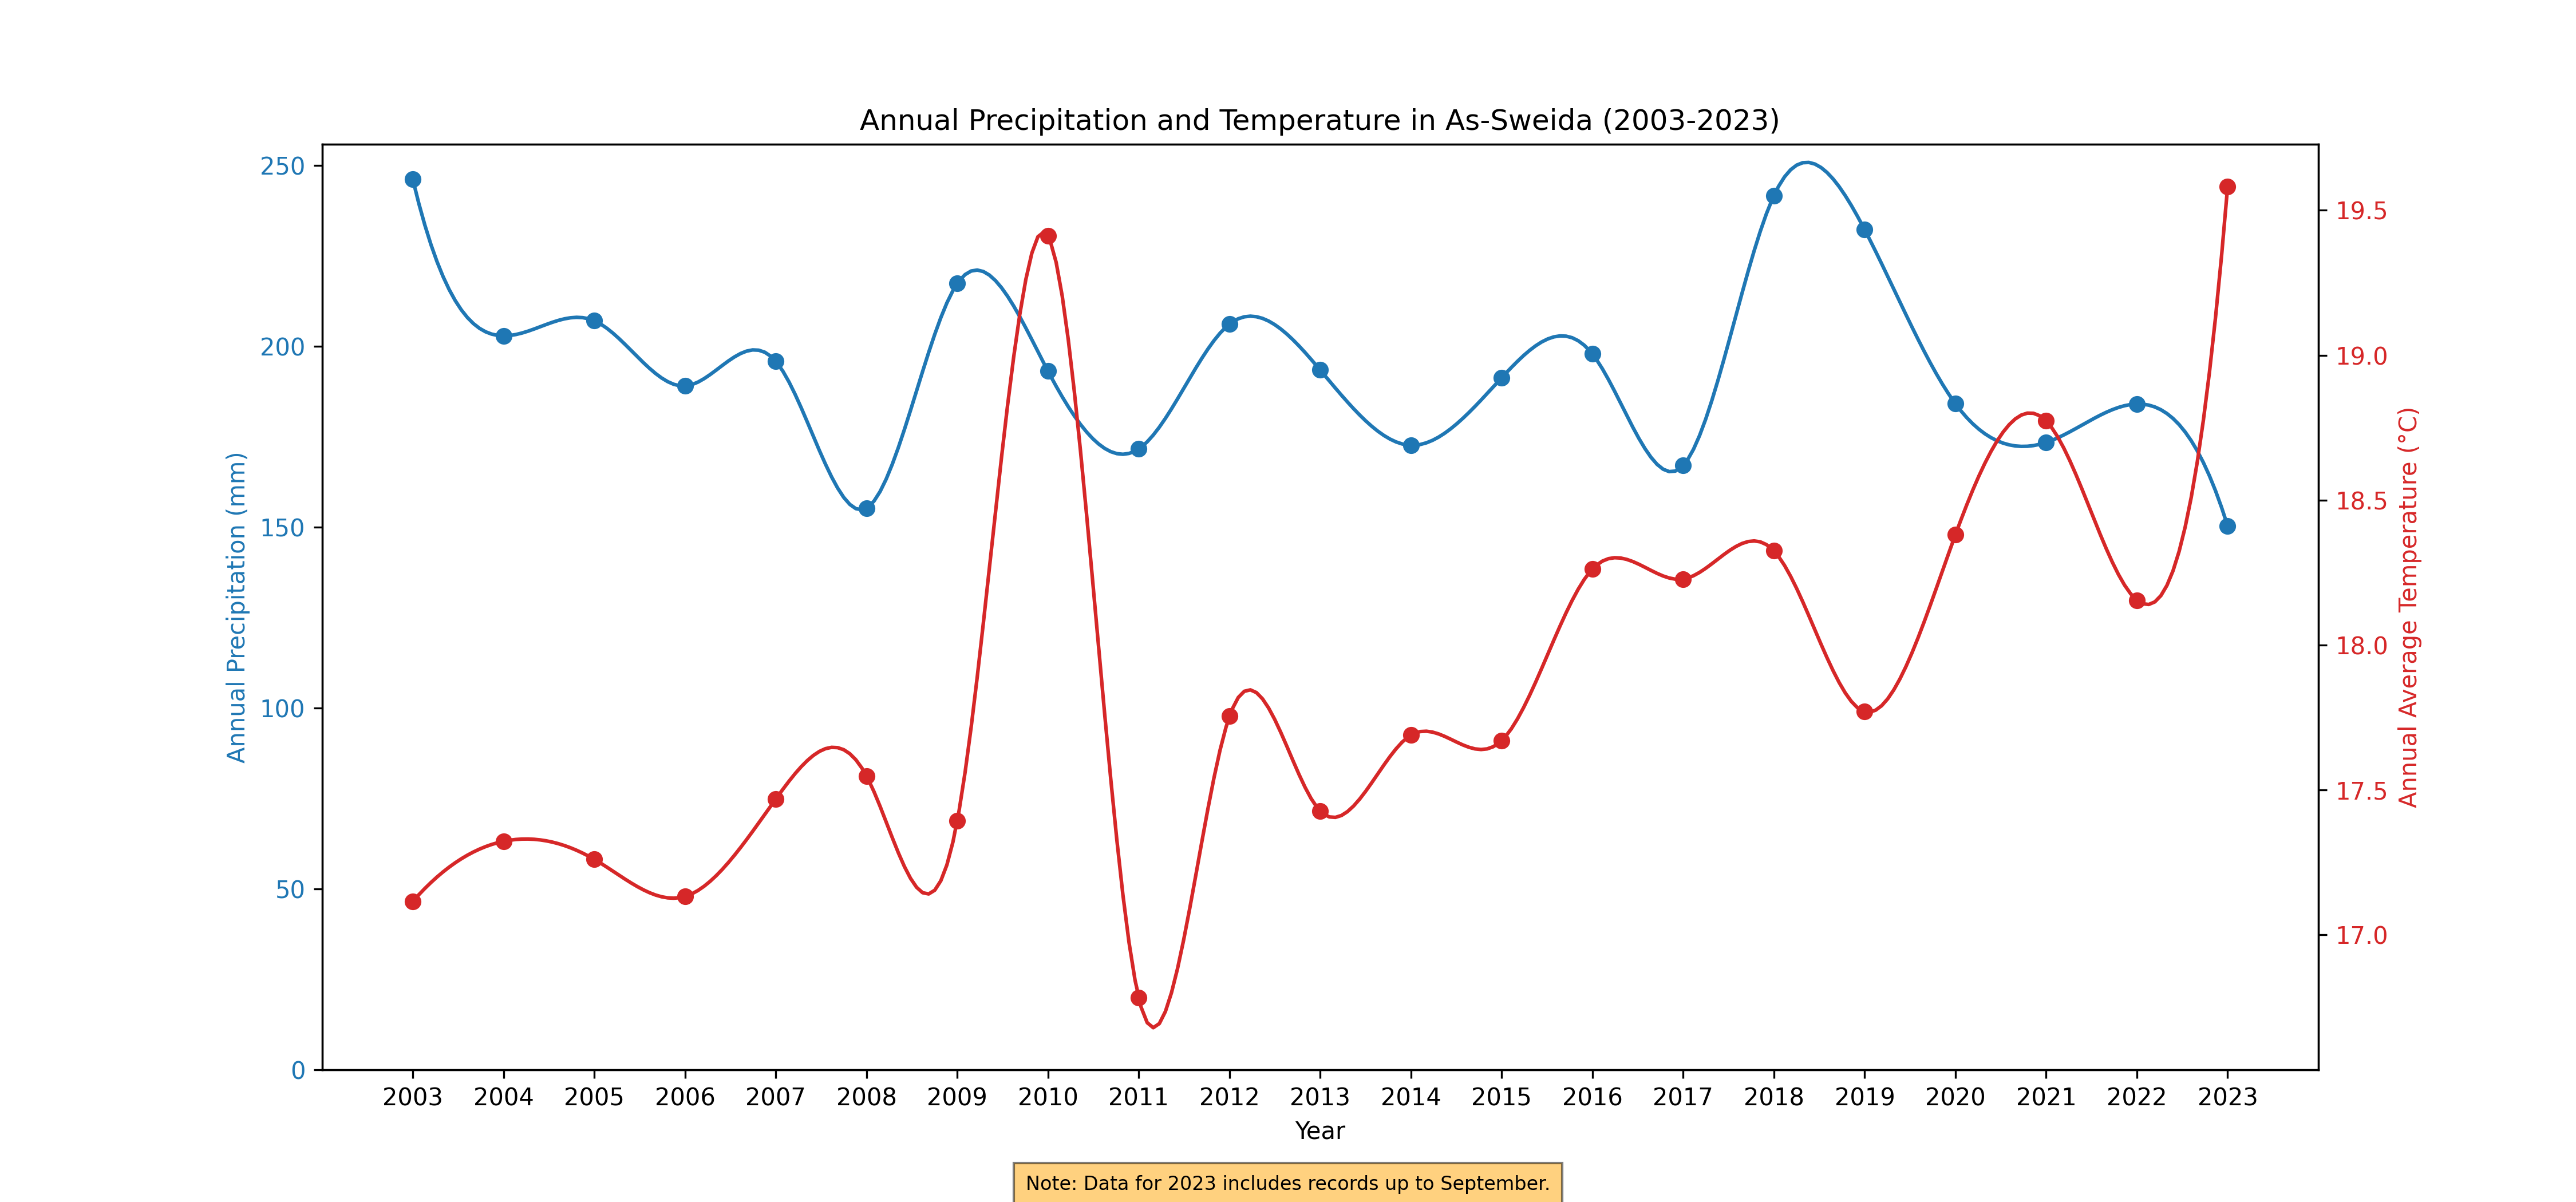 Annual Precipitation and Temperature in As-Sweida (2003-2023)
Annual Precipitation (mm)
250
200
150
100
50
0
19.5
19.0
18.5
18.0
17.5
17.0
Annual Average Temperature (°C)
2003 2004 2005 2006 2007 2008 2009 2010 2011 2012 2013 2014 2015 2016 2017 2018 2019 2020 2021 2022 2023
Year
Note: Data for 2023 includes records up to September.